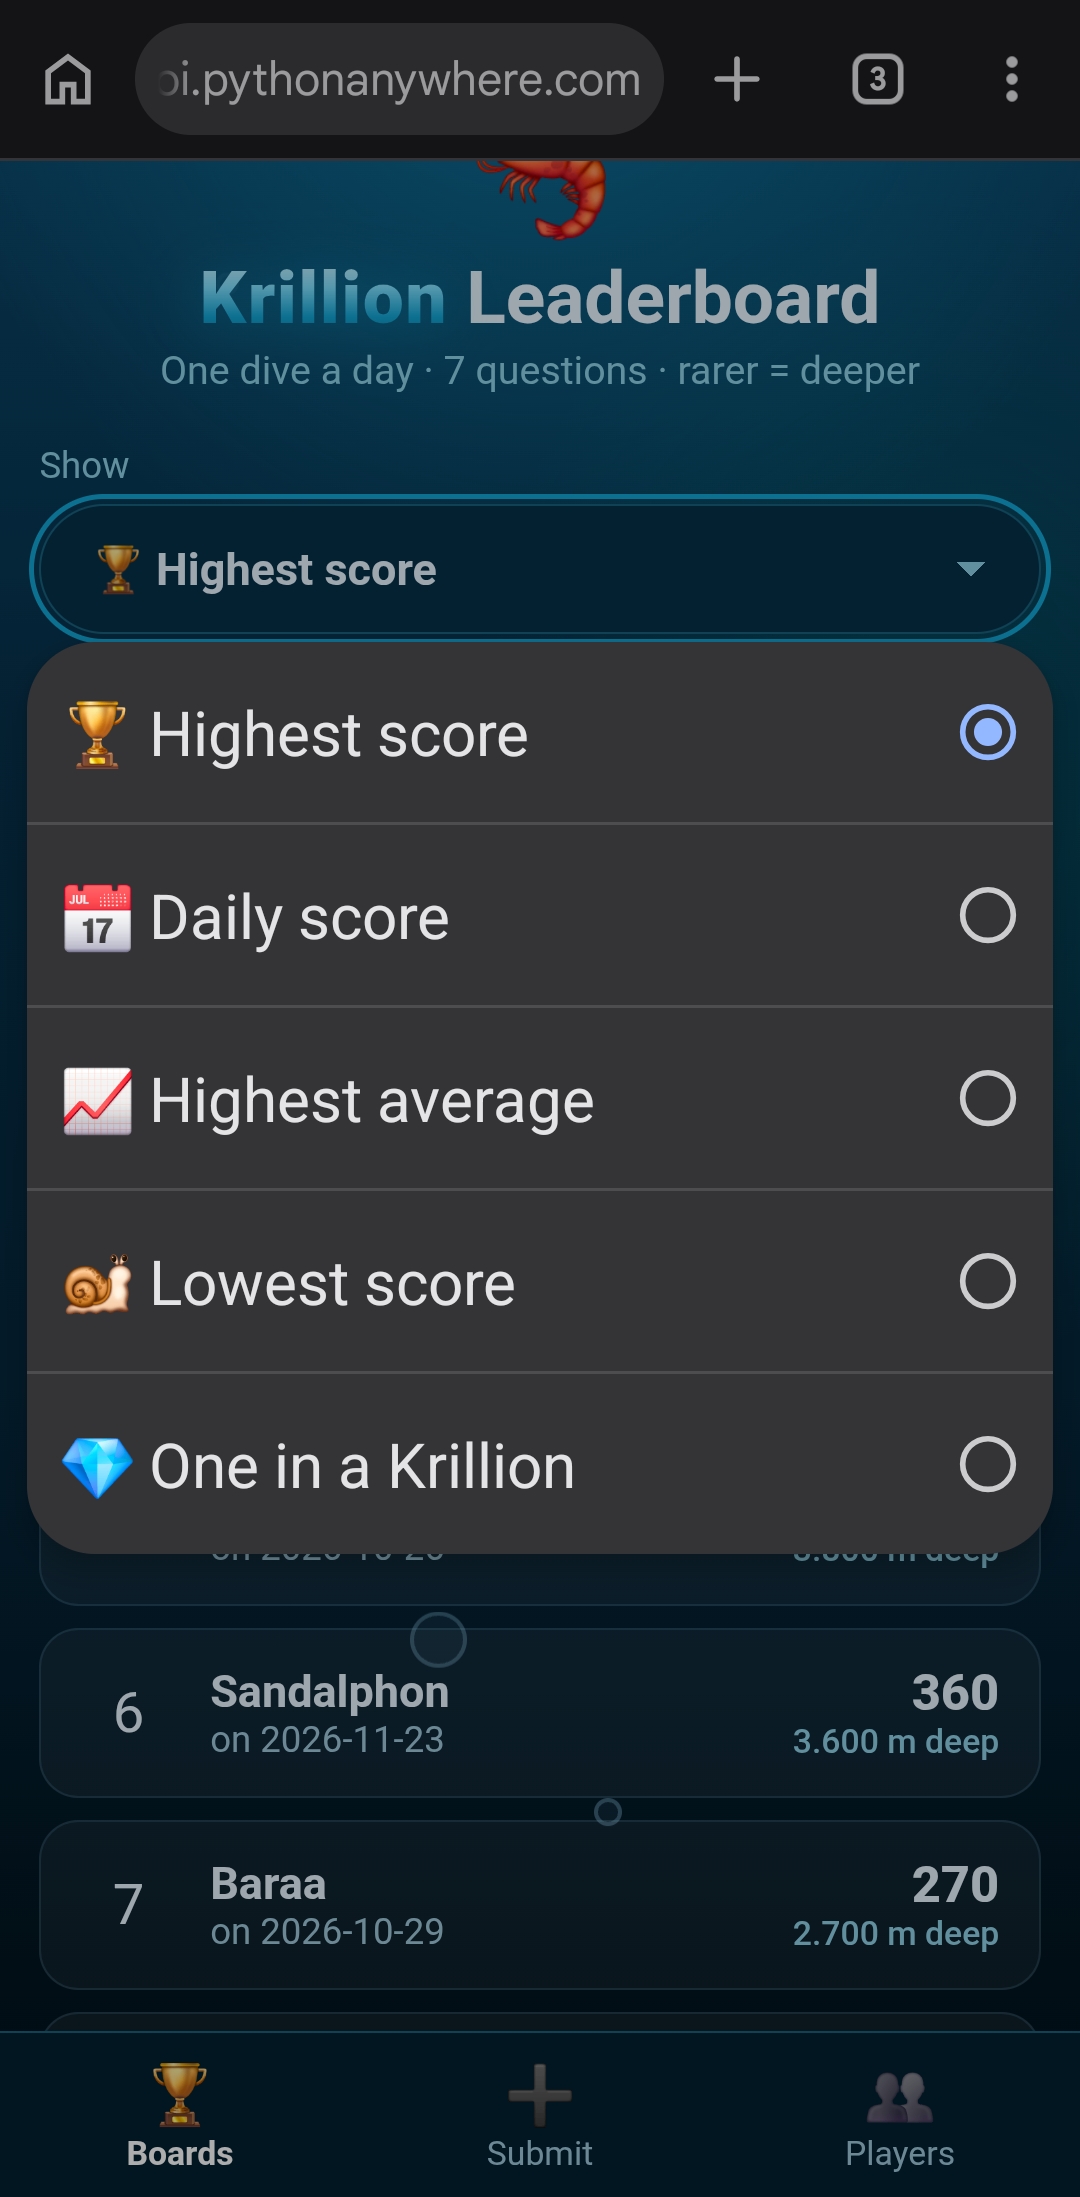 oi.pythonanywhere.com
3
Krillion Leaderboard
One dive a day · 7 questions · rarer = deeper
Show
Highest score
Highest score
JUL
17
Daily score
Highest average
Lowest score
One in a Krillion
6
Sandalphon
on 2026-11-23
360
3.600 m deep
7
Baraa
on 2026-10-29
270
2.700 m deep
Boards
Submit
Players